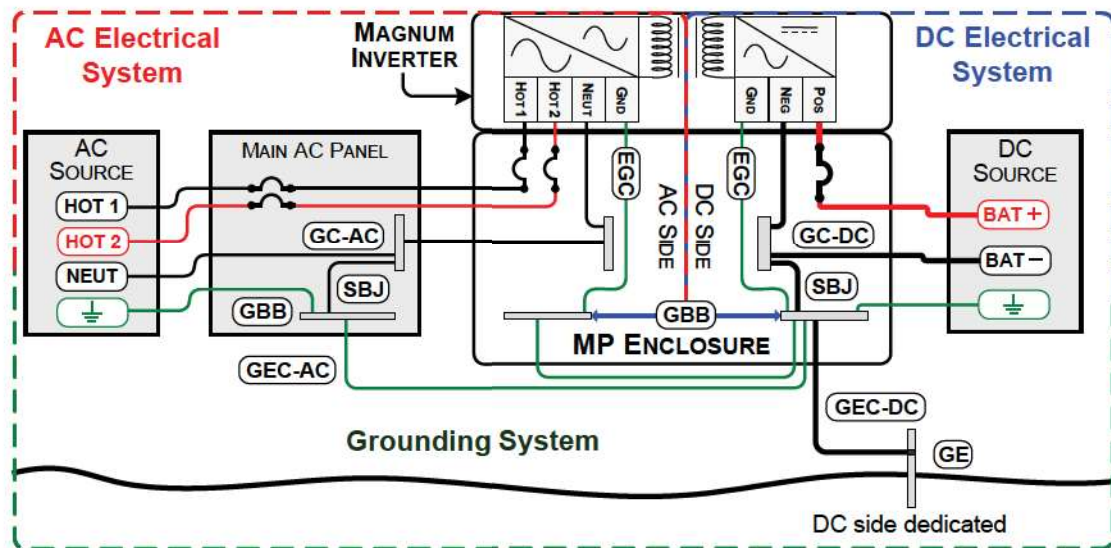 AC Electrical
System
MAGNUM
INVERTER
DC Electrical
System
HOT 1
HOT 2
NEUT
GND
GND
NEG
POS
AC
SOURCE
HOT 1
HOT 2
NEUT
MAIN AC PANEL
GC-AC
SBJ
GBB
GEC-AC
EGC
AC SIDE
DC SIDE
EGC
GC-DC
SBJ
GBB
MP ENCLOSURE
DC
SOURCE
BAT+
BAT−
GEC-DC
GE
Grounding System
DC side dedicated